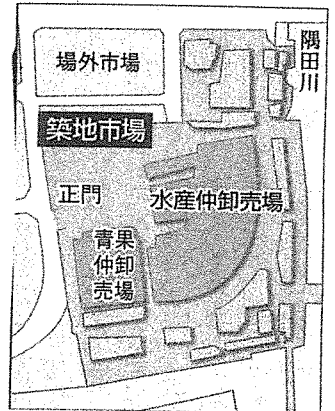 場外市場
隅田川
築地市場
正門
水産仲卸売場
青果
仲卸
売場